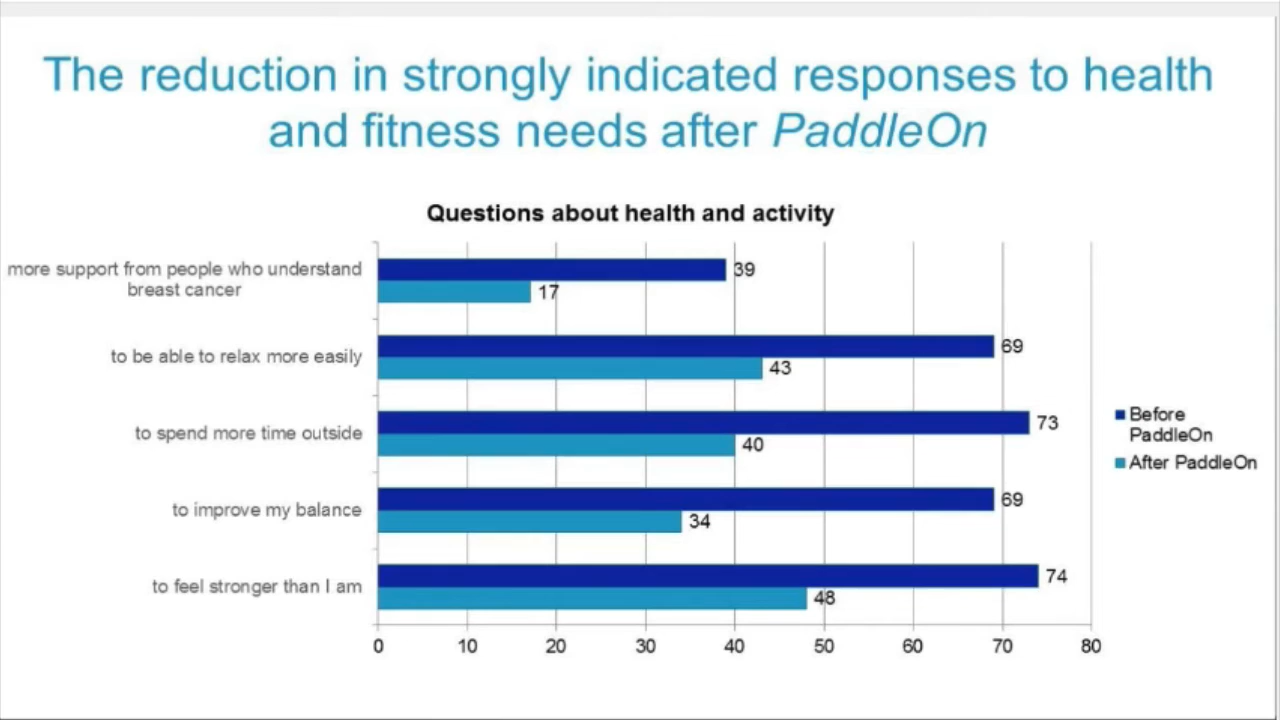 The reduction in strongly indicated responses to health
and fitness needs after PaddleOn
Questions about health and activity
more support from people who understand
breast cancer
39
17
to be able to relax more easily
69
43
to spend more time outside
73
40
to improve my balance
69
34
to feel stronger than I am
74
48
Before
PaddleOn
After PaddleOn
0 10 20 30 40 50 60 70 80